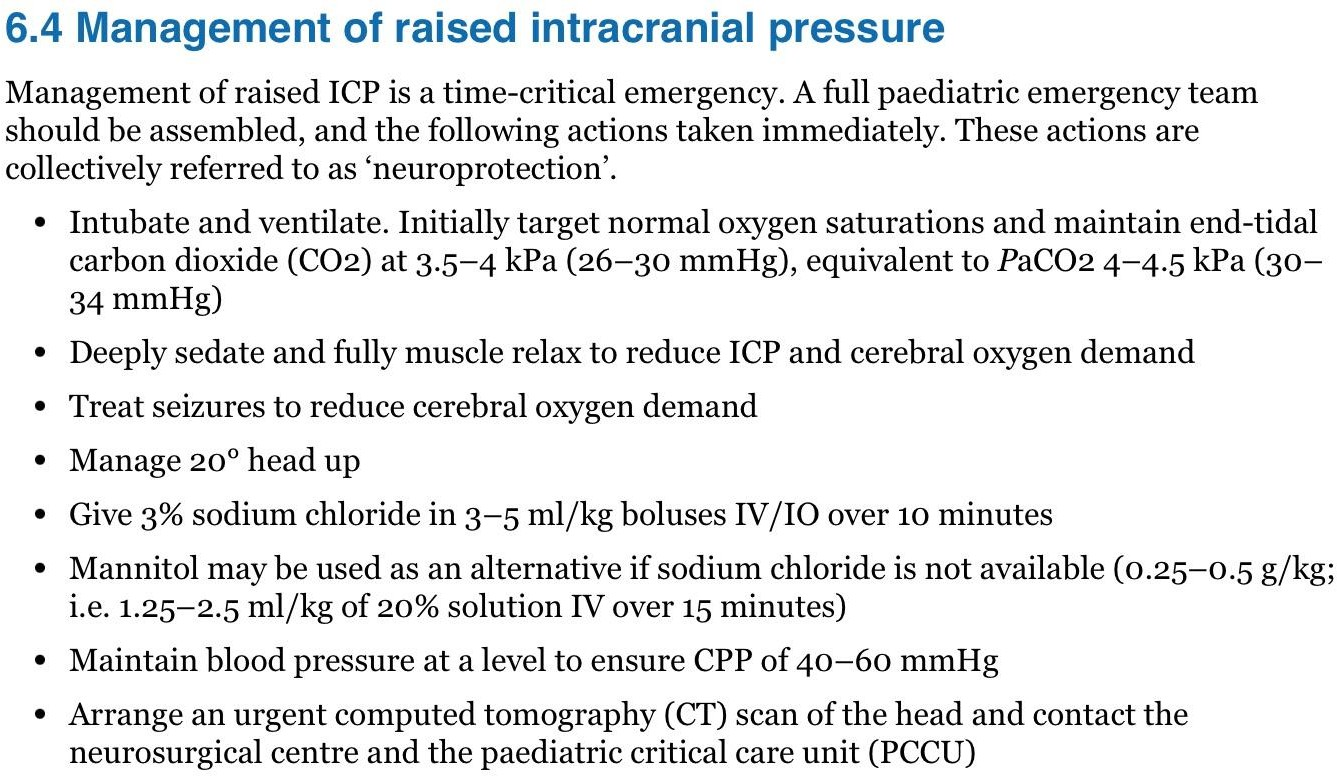 6.4 Management of raised intracranial pressure
Management of raised ICP is a time-critical emergency. A full paediatric emergency team
should be assembled, and the following actions taken immediately. These actions are
collectively referred to as ‘neuroprotection’.
• Intubate and ventilate. Initially target normal oxygen saturations and maintain end-tidal
carbon dioxide (CO2) at 3.5–4 kPa (26–30 mmHg), equivalent to PaCO2 4–4.5 kPa (30–
34 mmHg)
• Deeply sedate and fully muscle relax to reduce ICP and cerebral oxygen demand
• Treat seizures to reduce cerebral oxygen demand
• Manage 20° head up
• Give 3% sodium chloride in 3–5 ml/kg boluses IV/IO over 10 minutes
• Mannitol may be used as an alternative if sodium chloride is not available (0.25–0.5 g/kg;
i.e. 1.25–2.5 ml/kg of 20% solution IV over 15 minutes)
• Maintain blood pressure at a level to ensure CPP of 40–60 mmHg
• Arrange an urgent computed tomography (CT) scan of the head and contact the
neurosurgical centre and the paediatric critical care unit (PCCU)